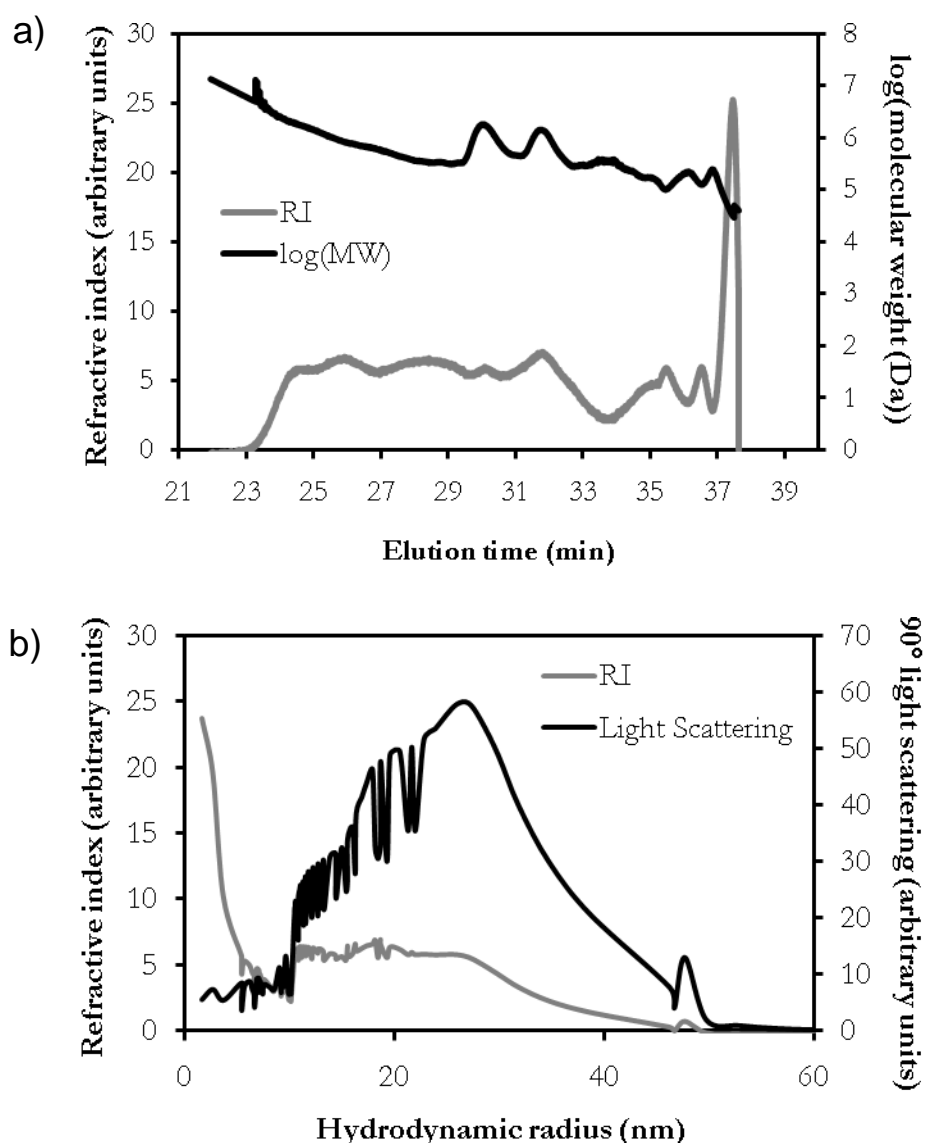 a)
Refractive index (arbitrary units)
30
25
20
15
10
5
0
8
7
6
5
4
3
2
1
0
log(molecular weight (Da))
RI
log(MW)
21 23 25 27 29 31 33 35 37 39
Elution time (min)
b)
Refractive index (arbitrary units)
30
25
20
15
10
5
0
70
60
50
40
30
20
10
0
90° light scattering (arbitrary units)
RI
Light Scattering
0 20 40 60
Hydrodynamic radius (nm)